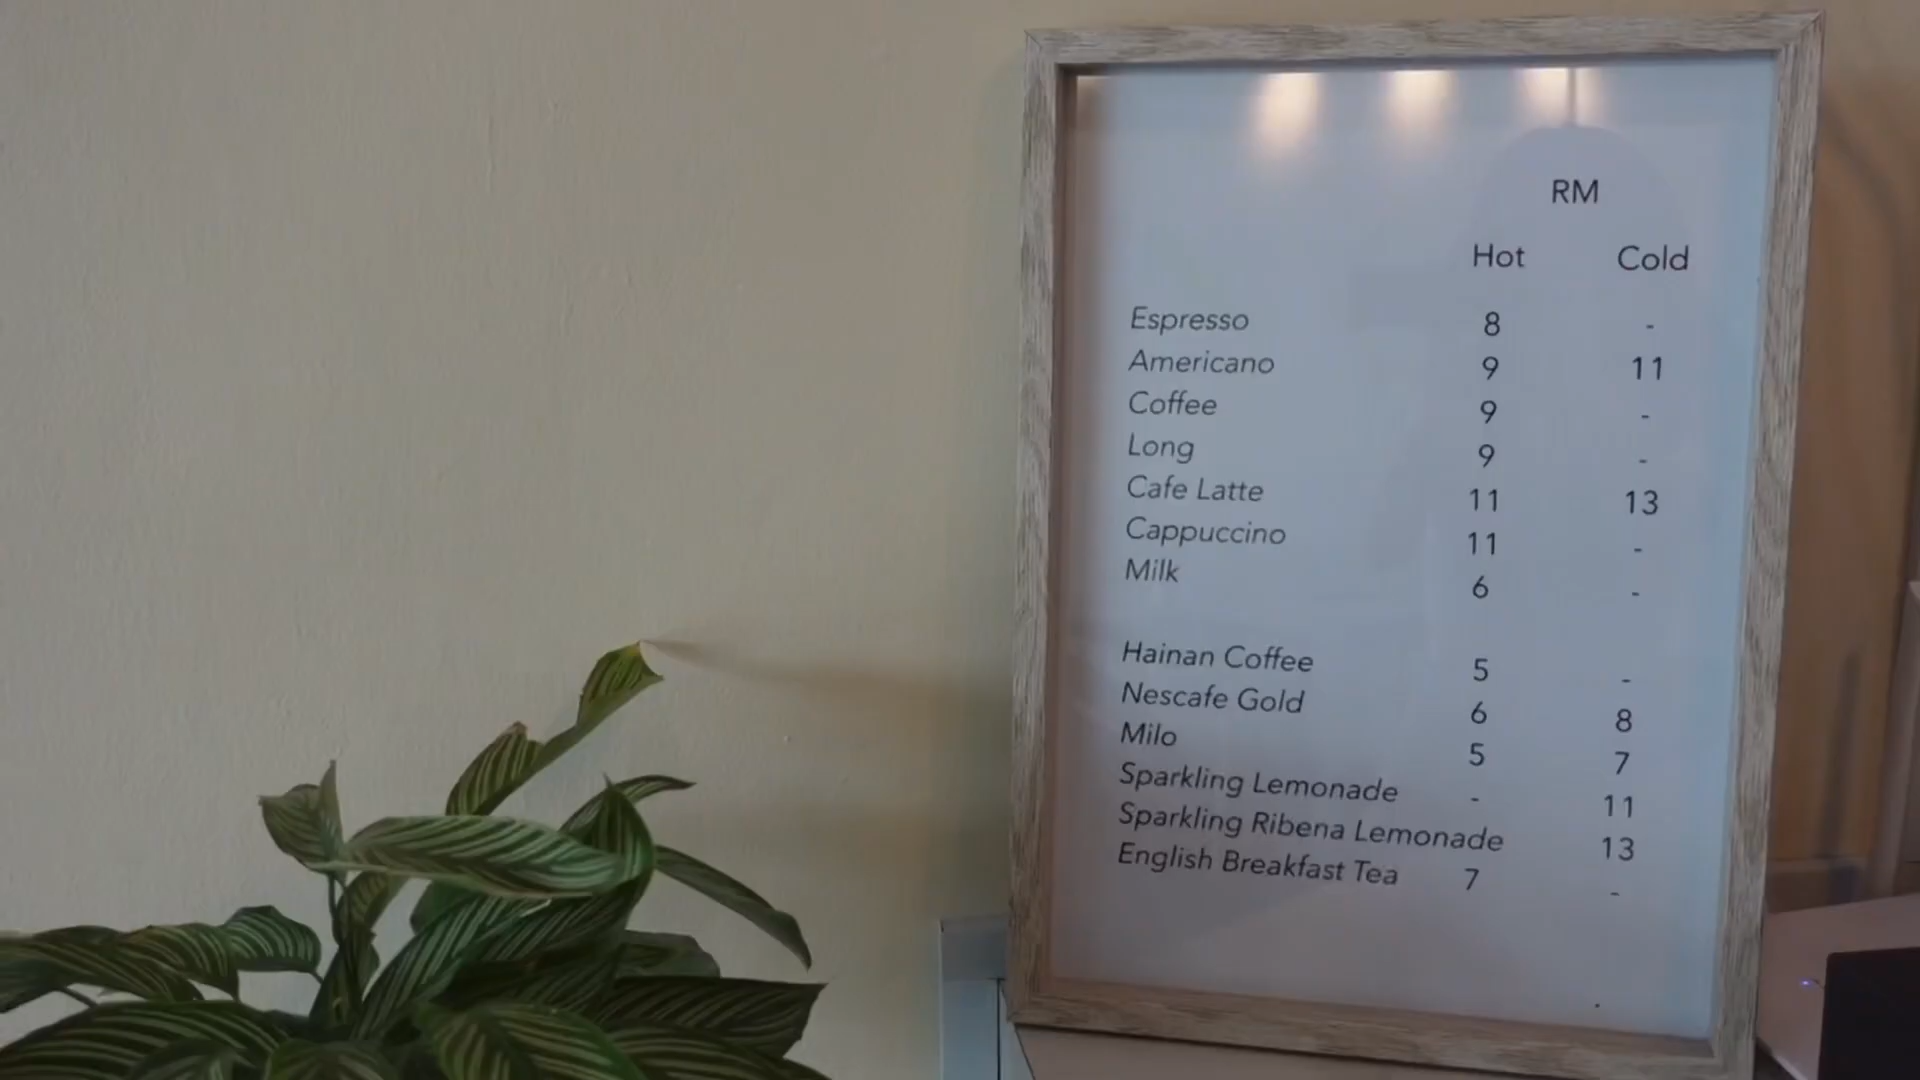 RM
Hot Cold
Espresso 8 -
Americano 9 11
Coffee 9 -
Long 9 -
Cafe Latte 11 13
Cappuccino 11 -
Milk 6 -
Hainan Coffee 5 -
Nescafe Gold 6 8
Milo 5 7
Sparkling Lemonade - 11
Sparkling Ribena Lemonade 13
English Breakfast Tea 7 -